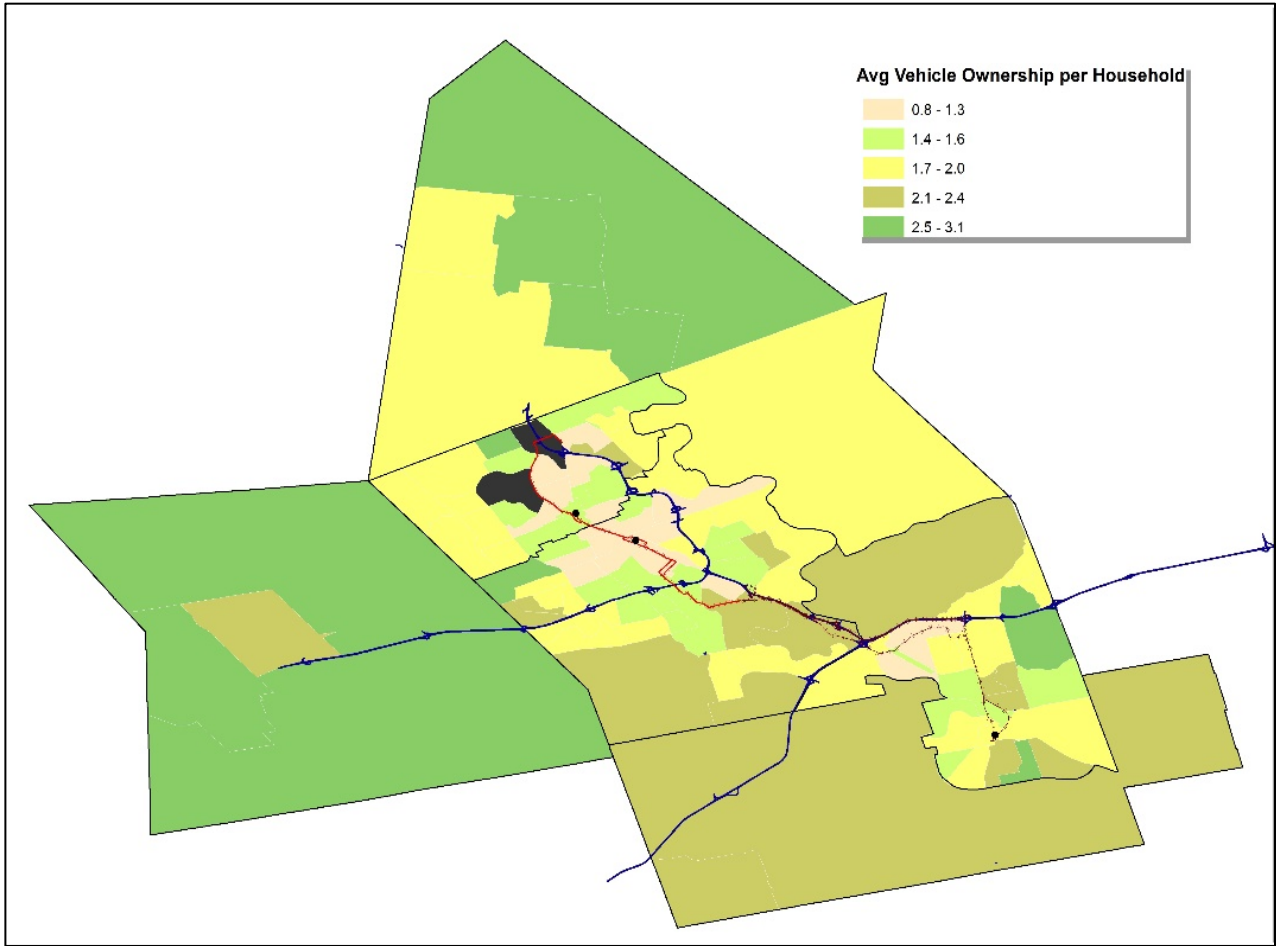 Avg Vehicle Ownership per Household
0.8 - 1.3
1.4 - 1.6
1.7 - 2.0
2.1 - 2.4
2.5 - 3.1